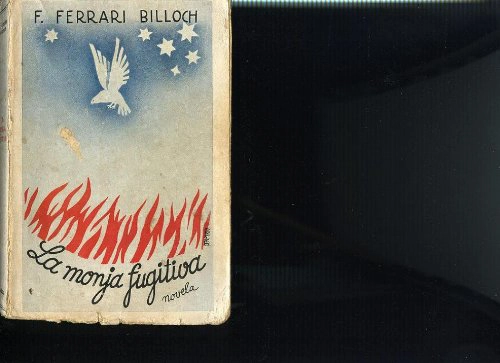 F. FERRARI BILLOCH
La monja fugitiva
novela